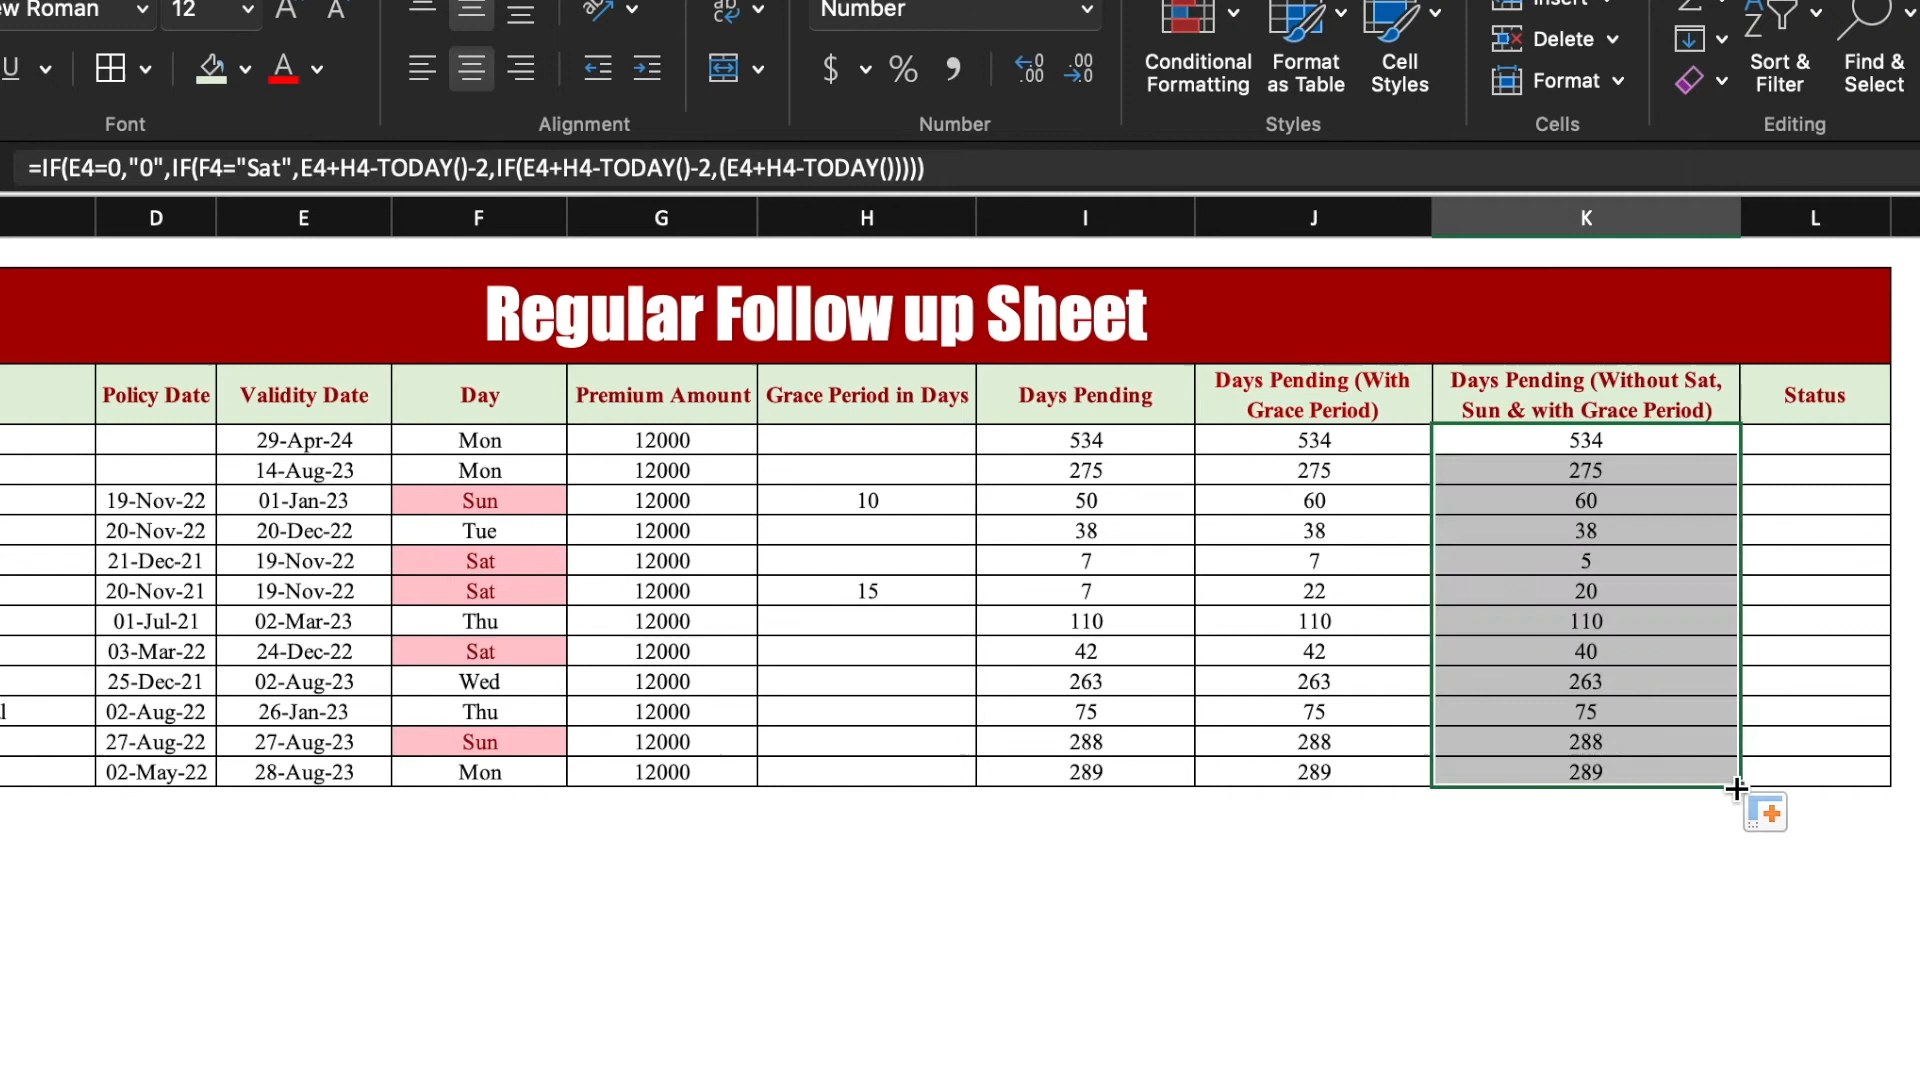 w Roman 12 A A ab Number Insert
U A $ % Conditional Formatting Format as Table Cell Styles Delete Format Sort & Filter Find & Select
Font Alignment Number Styles Cells Editing
=IF(E4=0,"0",IF(F4="Sat",E4+H4-TODAY()-2,IF(E4+H4-TODAY()-2,(E4+H4-TODAY()))))
D E F G H I J K L
Regular Follow up Sheet
Policy Date Validity Date Day Premium Amount Grace Period in Days Days Pending Days Pending (With Grace Period) Days Pending (Without Sat, Sun & with Grace Period) Status
29-Apr-24 Mon 12000 534 534 534
14-Aug-23 Mon 12000 275 275 275
19-Nov-22 01-Jan-23 Sun 12000 10 50 60 60
20-Nov-22 20-Dec-22 Tue 12000 38 38 38
21-Dec-21 19-Nov-22 Sat 12000 7 7 5
20-Nov-21 19-Nov-22 Sat 12000 15 7 22 20
01-Jul-21 02-Mar-23 Thu 12000 110 110 110
03-Mar-22 24-Dec-22 Sat 12000 42 42 40
25-Dec-21 02-Aug-23 Wed 12000 263 263 263
02-Aug-22 26-Jan-23 Thu 12000 75 75 75
27-Aug-22 27-Aug-23 Sun 12000 288 288 288
02-May-22 28-Aug-23 Mon 12000 289 289 289